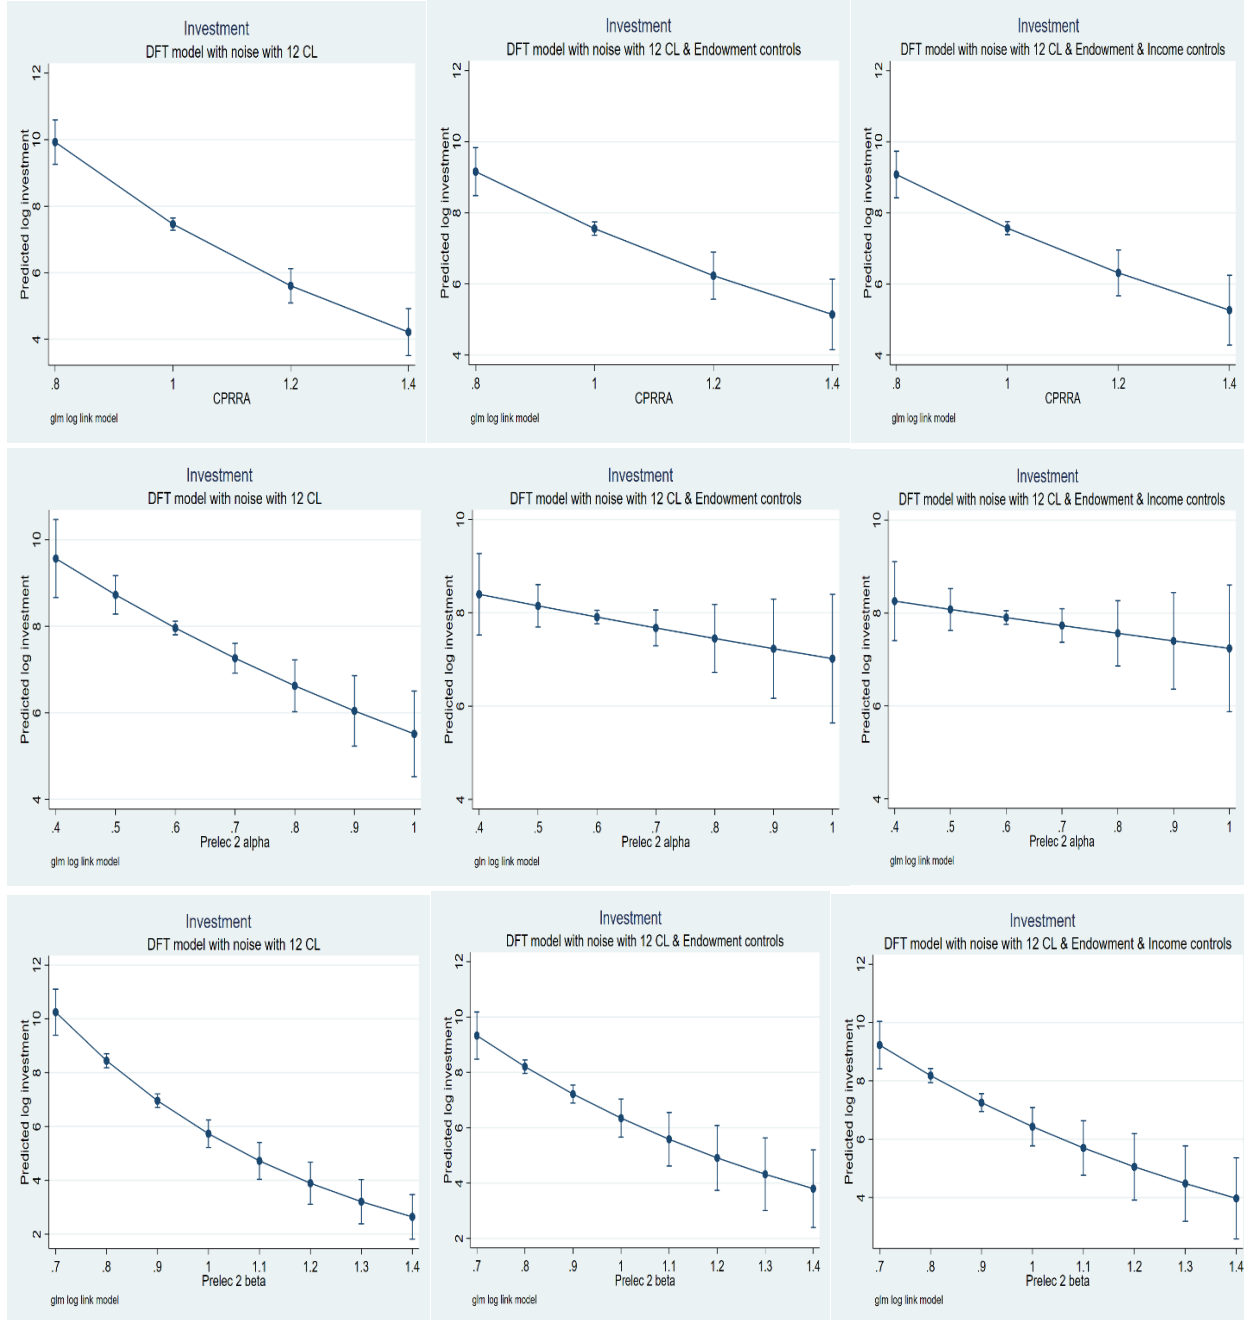 Investment
DFT model with noise with 12 CL
Predicted log investment
12
10
8
6
4
.8 1 1.2 1.4
CPRRA
glm log link model
Investment
DFT model with noise with 12 CL & Endowment controls
Predicted log investment
12
10
8
6
4
.8 1 1.2 1.4
CPRRA
glm log link model
Investment
DFT model with noise with 12 CL & Endowment & Income controls
Predicted log investment
12
10
8
6
4
.8 1 1.2 1.4
CPRRA
glm log link model
Investment
DFT model with noise with 12 CL
Predicted log investment
10
8
6
4
.4 .5 .6 .7 .8 .9 1
Prelec 2 alpha
glm log link model
Investment
DFT model with noise with 12 CL & Endowment controls
Predicted log investment
10
8
6
4
.4 .5 .6 .7 .8 .9 1
Prelec 2 alpha
gln log link model
Investment
DFT model with noise with 12 CL & Endowment & Income controls
Predicted log investment
10
8
6
4
.4 .5 .6 .7 .8 .9 1
Prelec 2 alpha
glm log link model
Investment
DFT model with noise with 12 CL
Predicted log investment
12
10
8
6
4
2
.7 .8 .9 1 1.1 1.2 1.3 1.4
Prelec 2 beta
glm log link model
Investment
DFT model with noise with 12 CL & Endowment controls
Predicted log investment
12
10
8
6
4
2
.7 .8 .9 1 1.1 1.2 1.3 1.4
Prelec 2 beta
glm log link model
Investment
DFT model with noise with 12 CL & Endowment & Income controls
Predicted log investment
12
10
8
6
4
.7 .8 .9 1 1.1 1.2 1.3 1.4
Prelec 2 beta
glm log link model